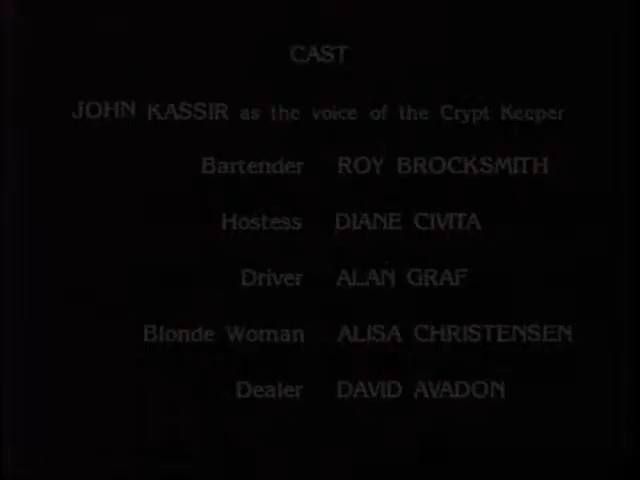 CAST
JOHN KASSIR as the voice of the Crypt Keeper
Bartender ROY BROCKSMITH
Hostess DIANE CIVITA
Driver ALAN GRAF
Blonde Woman ALISA CHRISTENSEN
Dealer DAVID AVADON